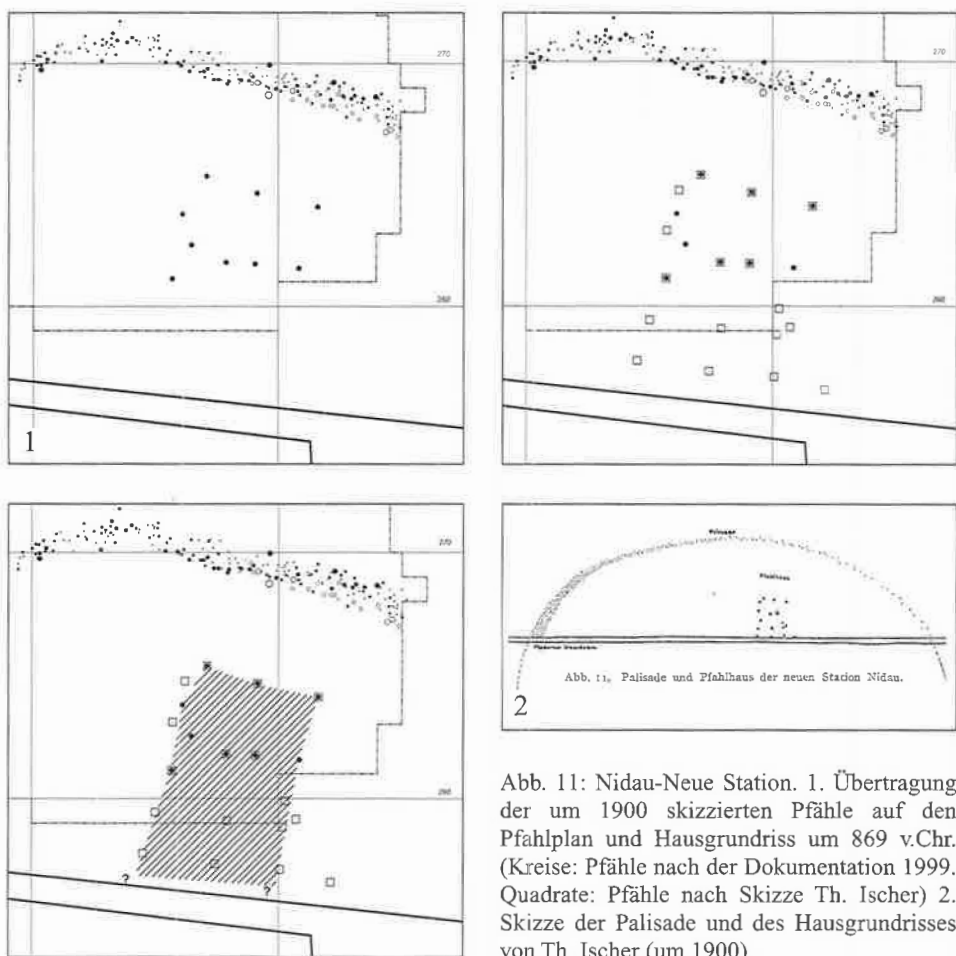 270
260
1
270
260
270
260
?
?
Palisade
Pfahlhaus
Abb. 11. Palisade und Pfahlhaus der neuen Station Nidau.
2
Abb. 11: Nidau-Neue Station. 1. Übertragung
der um 1900 skizzierten Pfähle auf den
Pfahlplan und Hausgrundriss um 869 v.Chr.
(Kreise: Pfähle nach der Dokumentation 1999.
Quadrate: Pfähle nach Skizze Th. Ischer) 2.
Skizze der Palisade und des Hausgrundrisses
von Th. Ischer (um 1900)